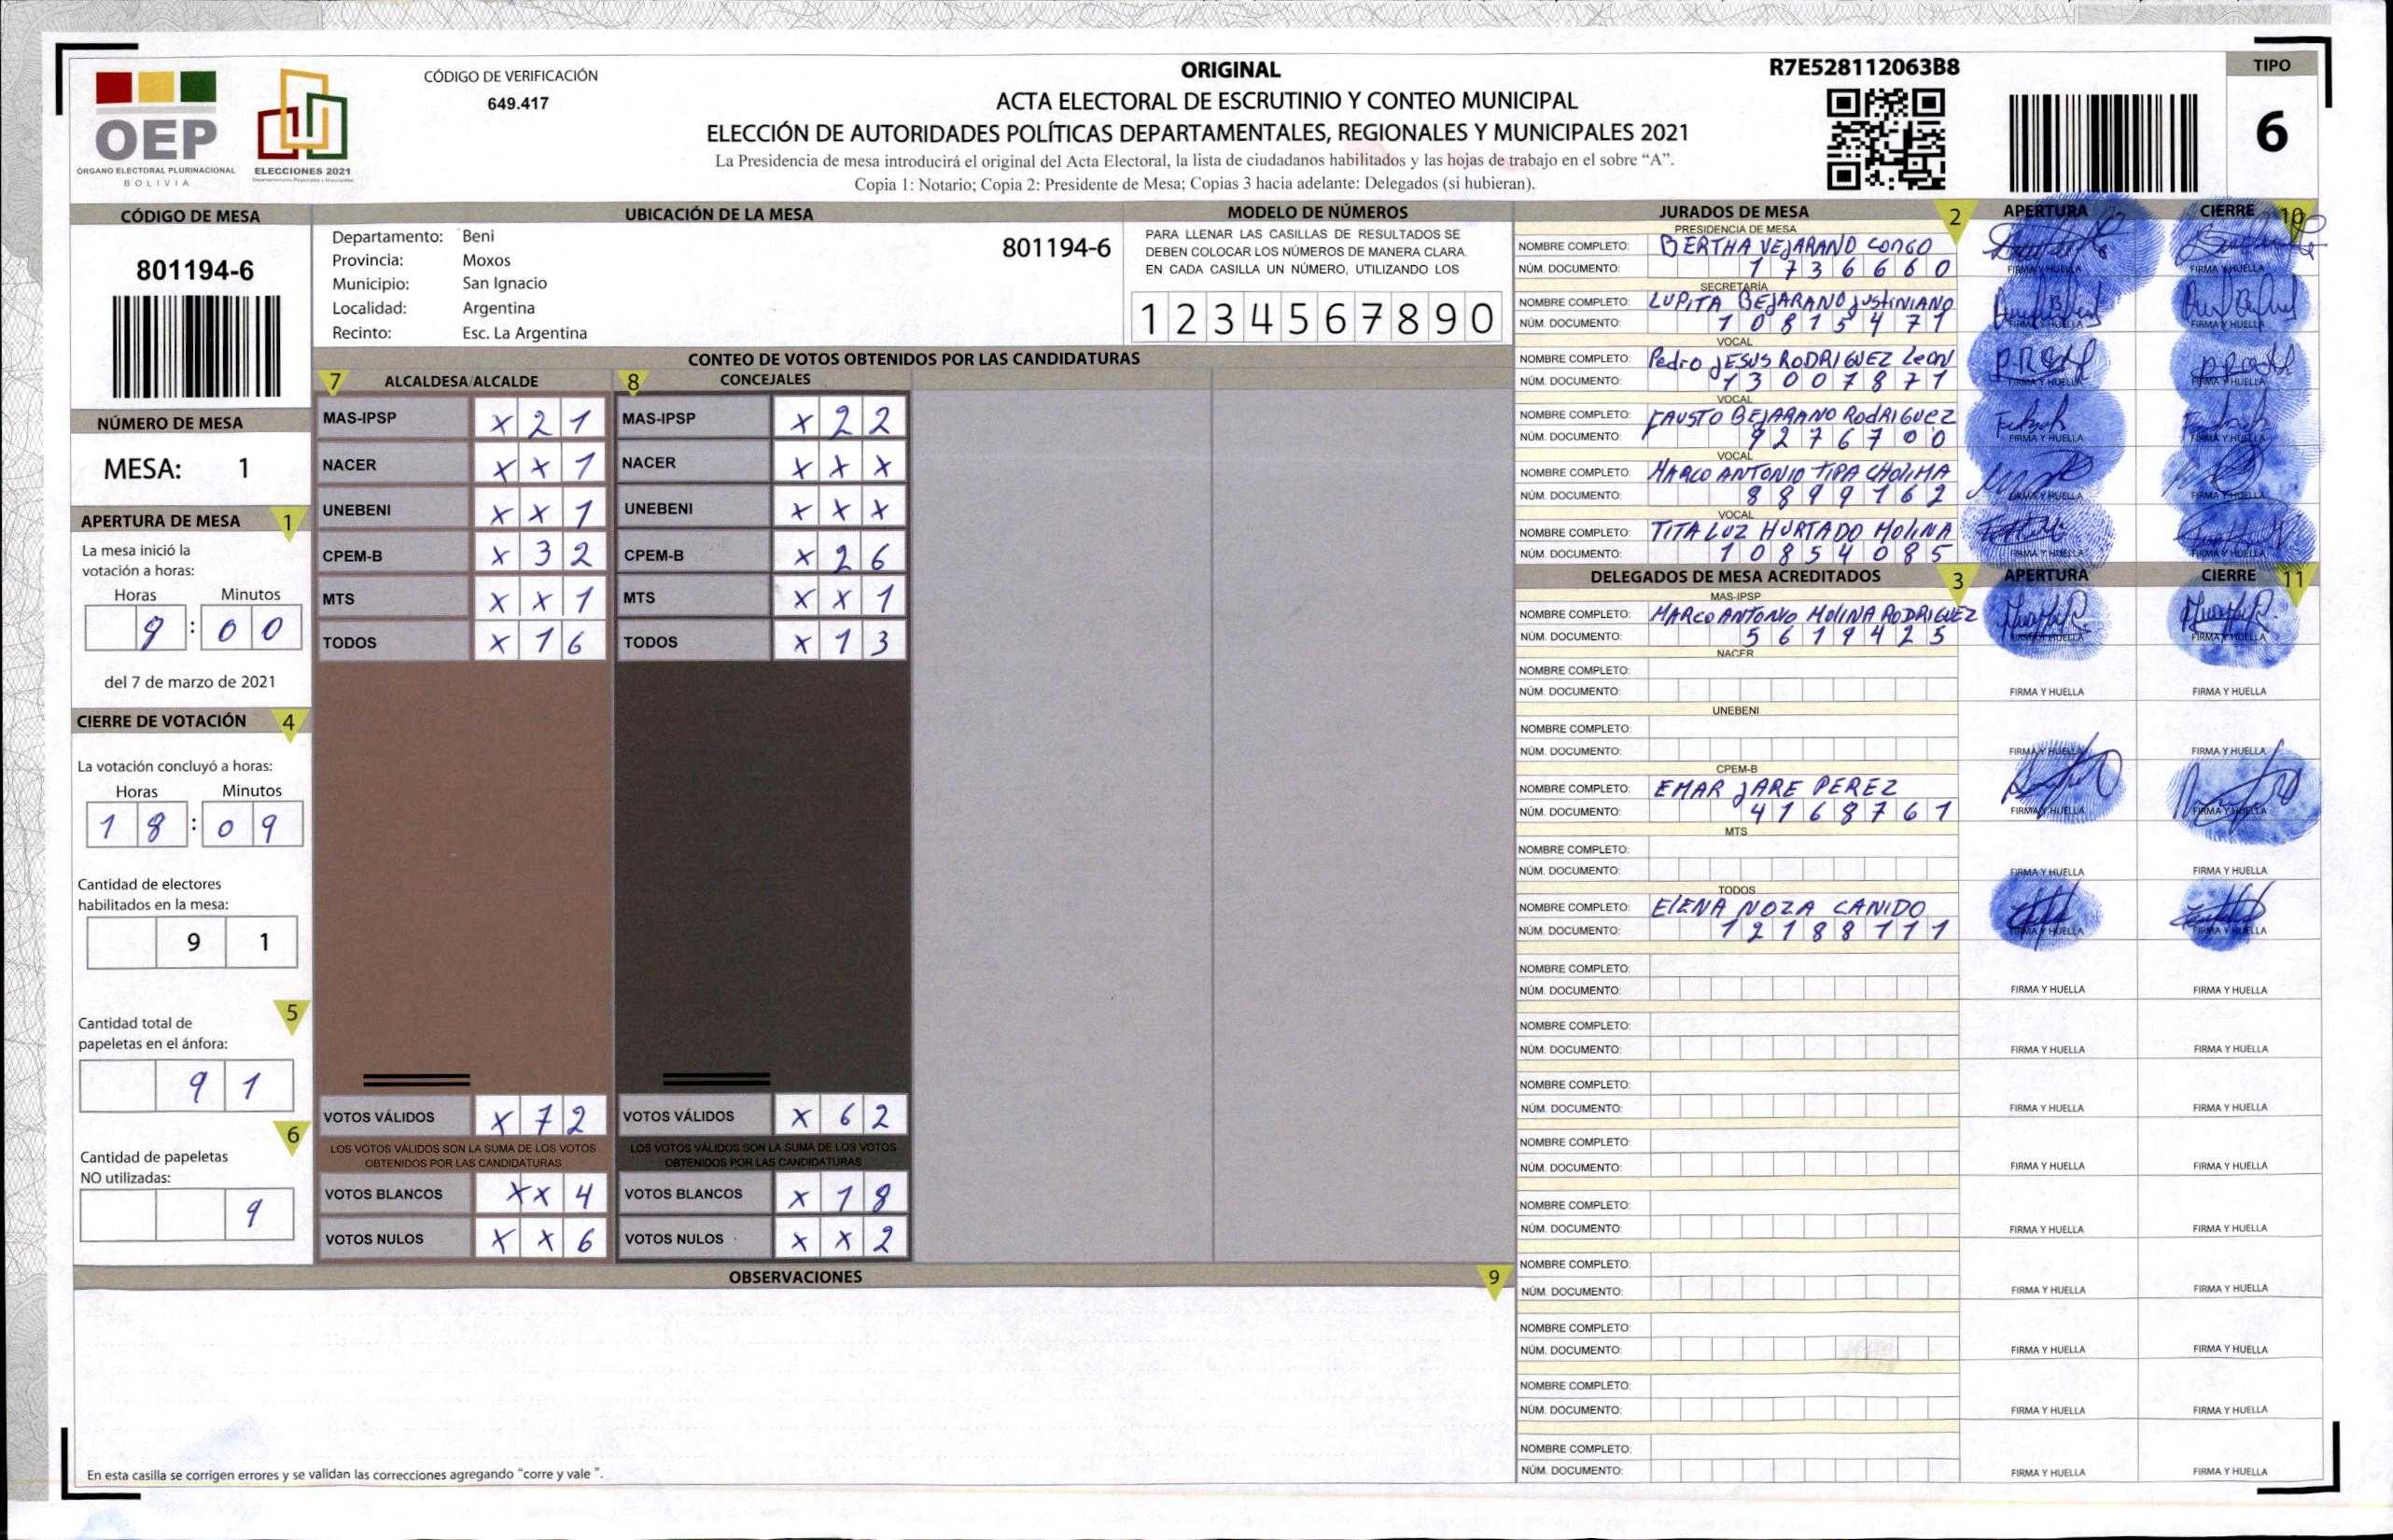 OEP
ÓRGANO ELECTORAL PLURINACIONAL
BOLIVIA
ELECCIONES 2021
CÓDIGO DE VERIFICACIÓN
649.417
ORIGINAL
ACTA ELECTORAL DE ESCRUTINIO Y CONTEO MUNICIPAL
ELECCIÓN DE AUTORIDADES POLÍTICAS DEPARTAMENTALES, REGIONALES Y MUNICIPALES 2021
La Presidencia de mesa introducirá el original del Acta Electoral, la lista de ciudadanos habilitados y las hojas de trabajo en el sobre “A”.
Copia 1: Notario; Copia 2: Presidente de Mesa; Copias 3 hacia adelante: Delegados (si hubieran).
R7E528112063B8
TIPO
6
CÓDIGO DE MESA
801194-6
NÚMERO DE MESA
MESA: 1
APERTURA DE MESA 1
La mesa inició la
votación a horas:
Horas Minutos
9 : 0 0
del 7 de marzo de 2021
CIERRE DE VOTACIÓN 4
La votación concluyó a horas:
Horas Minutos
1 8 : 0 9
Cantidad de electores
habilitados en la mesa:
9 1
5
Cantidad total de
papeletas en el ánfora:
9 1
6
Cantidad de papeletas
NO utilizadas:
9
UBICACIÓN DE LA MESA
Departamento: Beni
Provincia: Moxos
Municipio: San Ignacio
Localidad: Argentina
Recinto: Esc. La Argentina
801194-6
MODELO DE NÚMEROS
PARA LLENAR LAS CASILLAS DE RESULTADOS SE
DEBEN COLOCAR LOS NÚMEROS DE MANERA CLARA.
EN CADA CASILLA UN NÚMERO, UTILIZANDO LOS
1 2 3 4 5 6 7 8 9 0
CONTEO DE VOTOS OBTENIDOS POR LAS CANDIDATURAS
7 ALCALDESA/ALCALDE 8 CONCEJALES
MAS-IPSP X 2 1 MAS-IPSP X 2 2
NACER X X 1 NACER X X X
UNEBENI X X 1 UNEBENI X X X
CPEM-B X 3 2 CPEM-B X 2 6
MTS X X 1 MTS X X 1
TODOS X 1 6 TODOS X 1 3
VOTOS VÁLIDOS X 7 2 VOTOS VÁLIDOS X 6 2
LOS VOTOS VÁLIDOS SON LA SUMA DE LOS VOTOS LOS VOTOS VÁLIDOS SON LA SUMA DE LOS VOTOS
OBTENIDOS POR LAS CANDIDATURAS OBTENIDOS POR LAS CANDIDATURAS
VOTOS BLANCOS X X 4 VOTOS BLANCOS X 1 8
VOTOS NULOS X X 6 VOTOS NULOS X X 2
OBSERVACIONES 9
En esta casilla se corrigen errores y se validan las correcciones agregando “corre y vale ”.
JURADOS DE MESA 2 APERTURA CIERRE 10
PRESIDENCIA DE MESA
NOMBRE COMPLETO: BERTHA VEJARANO CONGO
NÚM. DOCUMENTO: 1 7 3 6 6 6 0 FIRMA Y HUELLA FIRMA Y HUELLA
SECRETARÍA
NOMBRE COMPLETO: LUPITA BEJARANO JUSTINIANO
NÚM. DOCUMENTO: 1 0 8 1 5 4 7 1 FIRMA Y HUELLA FIRMA Y HUELLA
VOCAL
NOMBRE COMPLETO: Pedro JESUS RODRIGUEZ Leon
NÚM. DOCUMENTO: 1 3 0 0 7 8 7 1 FIRMA Y HUELLA FIRMA Y HUELLA
VOCAL
NOMBRE COMPLETO: FAUSTO BEJARANO RodRIGuez
NÚM. DOCUMENTO: 9 2 7 6 7 0 0 FIRMA Y HUELLA FIRMA Y HUELLA
VOCAL
NOMBRE COMPLETO: MARCO ANTONIO TIPA CHOLIMA
NÚM. DOCUMENTO: 8 8 9 9 1 6 2 FIRMA Y HUELLA FIRMA Y HUELLA
VOCAL
NOMBRE COMPLETO: TITA LUZ HURTADO MOLINA
NÚM. DOCUMENTO: 1 0 8 5 4 0 8 5 FIRMA Y HUELLA FIRMA Y HUELLA
DELEGADOS DE MESA ACREDITADOS 3 APERTURA CIERRE 11
MAS-IPSP
NOMBRE COMPLETO: MARCO ANTONIO MOLINA RODRIGUEZ
NÚM. DOCUMENTO: 5 6 1 9 4 2 5 FIRMA Y HUELLA FIRMA Y HUELLA
NACER
NOMBRE COMPLETO:
NÚM. DOCUMENTO: FIRMA Y HUELLA FIRMA Y HUELLA
UNEBENI
NOMBRE COMPLETO:
NÚM. DOCUMENTO: FIRMA Y HUELLA FIRMA Y HUELLA
CPEM-B
NOMBRE COMPLETO: EMAR JARE PEREZ
NÚM. DOCUMENTO: 4 1 6 8 7 6 1 FIRMA Y HUELLA FIRMA Y HUELLA
MTS
NOMBRE COMPLETO:
NÚM. DOCUMENTO: FIRMA Y HUELLA FIRMA Y HUELLA
TODOS
NOMBRE COMPLETO: ELENA NOZA CANIDO
NÚM. DOCUMENTO: 1 2 1 8 8 1 1 1 FIRMA Y HUELLA FIRMA Y HUELLA
NOMBRE COMPLETO:
NÚM. DOCUMENTO: FIRMA Y HUELLA FIRMA Y HUELLA
NOMBRE COMPLETO:
NÚM. DOCUMENTO: FIRMA Y HUELLA FIRMA Y HUELLA
NOMBRE COMPLETO:
NÚM. DOCUMENTO: FIRMA Y HUELLA FIRMA Y HUELLA
NOMBRE COMPLETO:
NÚM. DOCUMENTO: FIRMA Y HUELLA FIRMA Y HUELLA
NOMBRE COMPLETO:
NÚM. DOCUMENTO: FIRMA Y HUELLA FIRMA Y HUELLA
NOMBRE COMPLETO:
NÚM. DOCUMENTO: FIRMA Y HUELLA FIRMA Y HUELLA
NOMBRE COMPLETO:
NÚM. DOCUMENTO: FIRMA Y HUELLA FIRMA Y HUELLA
NOMBRE COMPLETO:
NÚM. DOCUMENTO: FIRMA Y HUELLA FIRMA Y HUELLA
NOMBRE COMPLETO:
NÚM. DOCUMENTO: FIRMA Y HUELLA FIRMA Y HUELLA